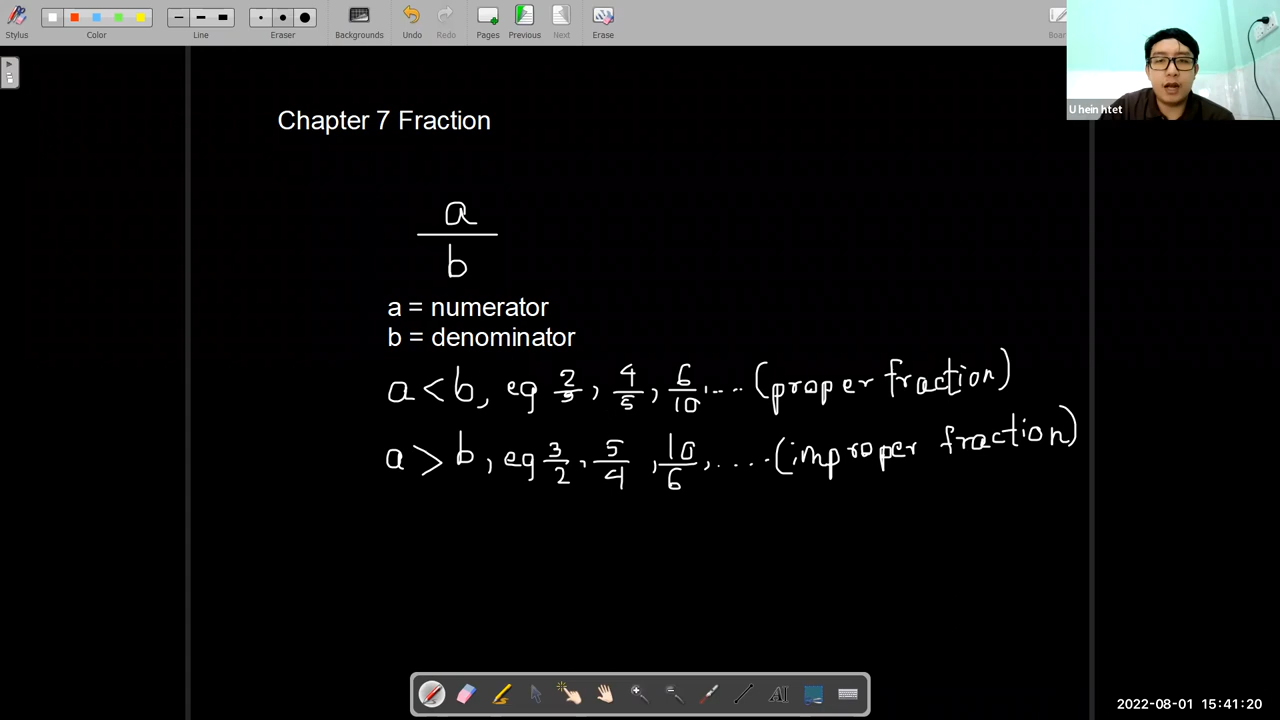 Stylus Color Line Eraser Backgrounds Undo Redo Pages Previous Next Erase
U hein htet
Chapter 7 Fraction
a
b
a = numerator
b = denominator
a < b, eg 2/3, 4/5, 6/10, ... (proper fraction)
a > b, eg 3/2, 5/4, 10/6, .... (improper fraction)
2022-08-01 15:41:20